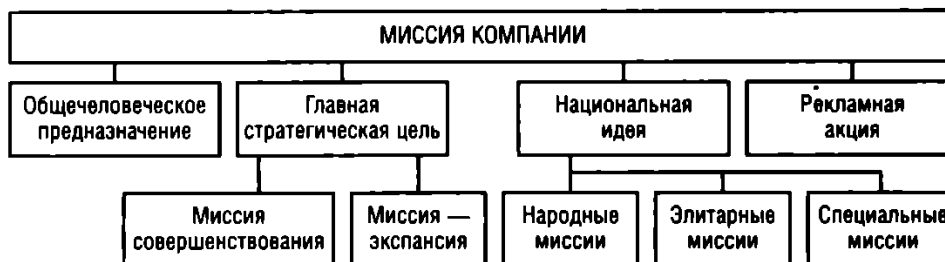 МИССИЯ КОМПАНИИ
Общечеловеческое
предназначение
Главная
стратегическая цель
Национальная
идея
Рекламная
акция
Миссия
совершенствования
Миссия —
экспансия
Народные
миссии
Элитарные
миссии
Специальные
миссии